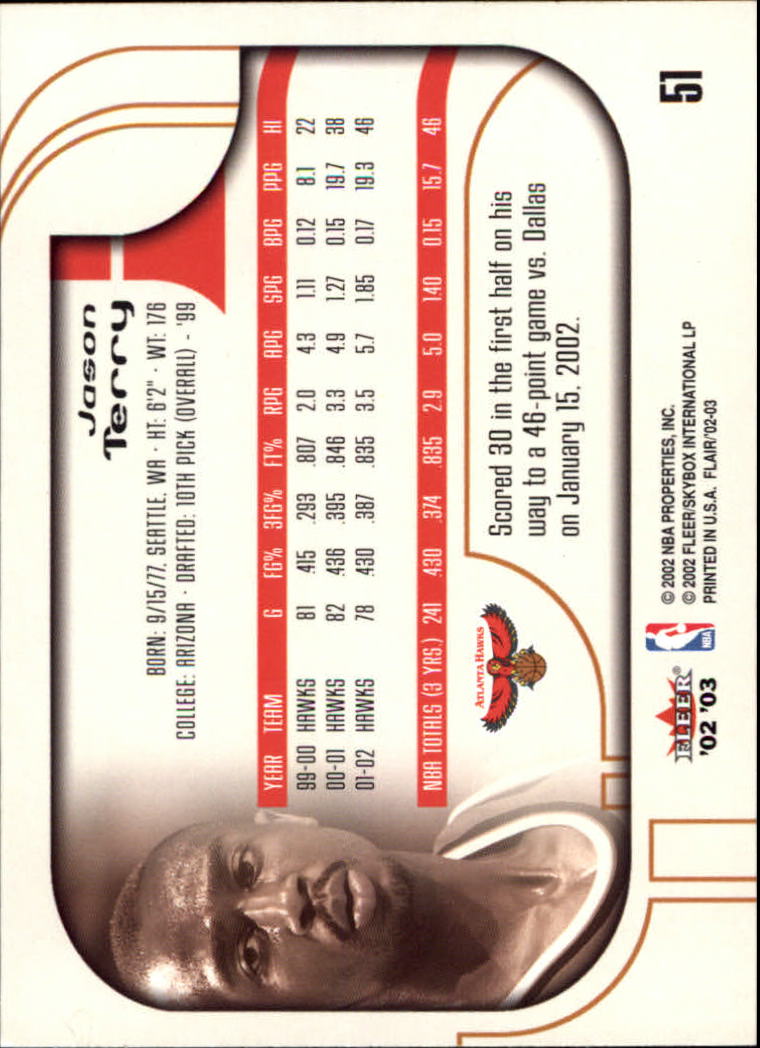 51
Jason
Terry
BORN: 9/15/77, SEATTLE, WA · HT: 6'2" · WT: 176
COLLEGE: ARIZONA · DRAFTED: 10TH PICK (OVERALL) - '99
YEAR TEAM G FG% 3FG% FT% RPG APG SPG BPG PPG HI
99-00 HAWKS 81 .415 .293 .807 2.0 4.3 1.11 0.12 8.1 22
00-01 HAWKS 82 .436 .395 .846 3.3 4.9 1.27 0.15 19.7 38
01-02 HAWKS 78 .430 .387 .835 3.5 5.7 1.85 0.17 19.3 46
NBA TOTALS (3 YRS.) 241 .430 .374 .835 2.9 5.0 1.40 0.15 15.7 46
ATLANTA HAWKS
Scored 30 in the first half on his
way to a 46-point game vs. Dallas
on January 15, 2002.
FLEER®
'02 '03
NBA
© 2002 NBA PROPERTIES, INC.
© 2002 FLEER/SKYBOX INTERNATIONAL LP
PRINTED IN U.S.A. FLAIR/'02-03